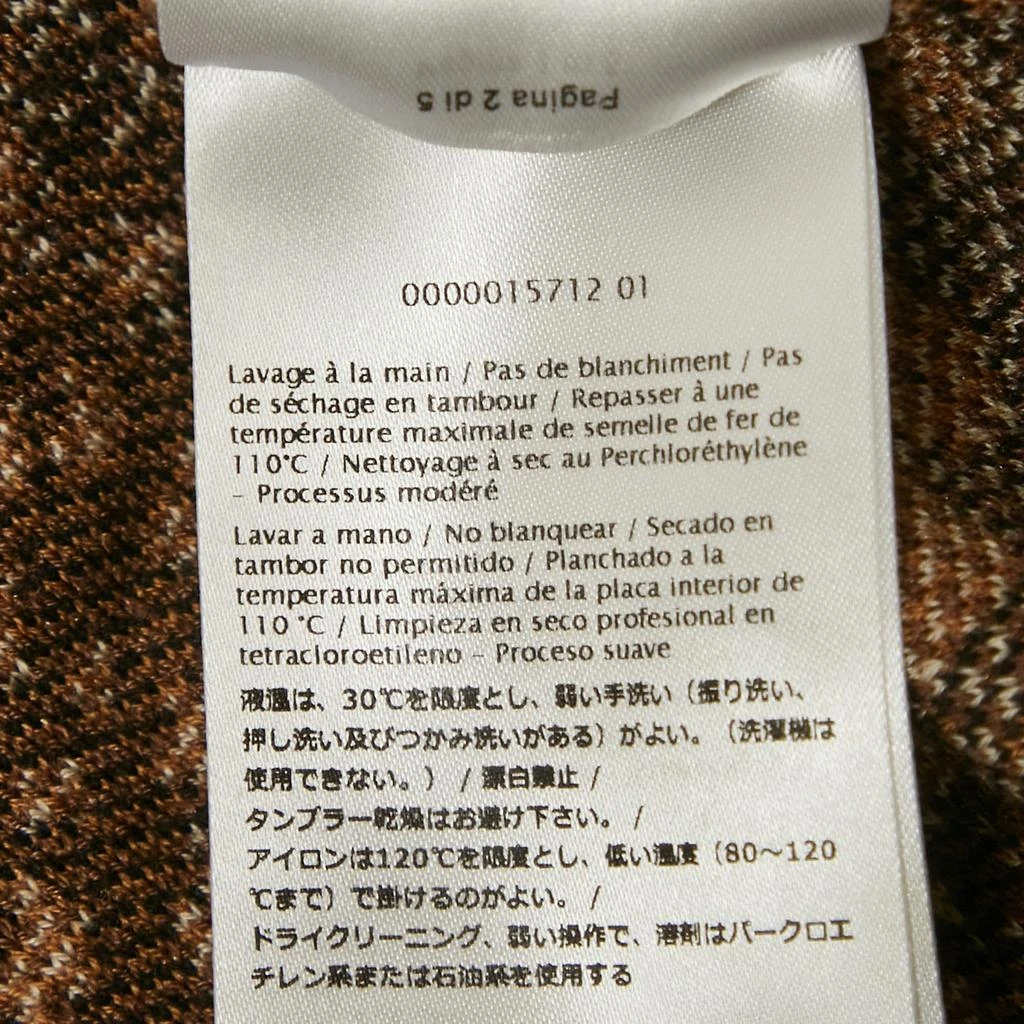 Pagina 2 di 5
0000015712 01
Lavage à la main / Pas de blanchiment / Pas
de séchage en tambour / Repasser à une
température maximale de semelle de fer de
110°C / Nettoyage à sec au Perchloréthylène
– Processus modéré
Lavar a mano / No blanquear / Secado en
tambor no permitido / Planchado a la
temperatura máxima de la placa interior de
110 °C / Limpieza en seco profesional en
tetracloroetileno – Proceso suave
液温は、30℃を限度とし、弱い手洗い（振り洗い、
押し洗い及びつかみ洗いがある）がよい。（洗濯機は
使用できない。） / 漂白禁止 /
タンブラー乾燥はお避け下さい。 /
アイロンは120℃を限度とし、低い温度（80～120
℃まで）で掛けるのがよい。 /
ドライクリーニング、弱い操作で、溶剤はパークロエ
チレン系または石油系を使用する